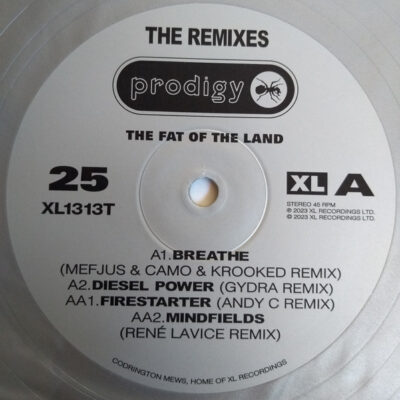 THE REMIXES
prodigy
THE FAT OF THE LAND
25
XL1313T
XL A
STEREO 45 RPM
℗ 2023 XL RECORDINGS LTD.
© 2023 XL RECORDINGS LTD.
A1.BREATHE
(MEFJUS & CAMO & KROOKED REMIX)
A2.DIESEL POWER (GYDRA REMIX)
AA1.FIRESTARTER (ANDY C REMIX)
AA2.MINDFIELDS
(RENÉ LAVICE REMIX)
CODRINGTON MEWS, HOME OF XL RECORDINGS